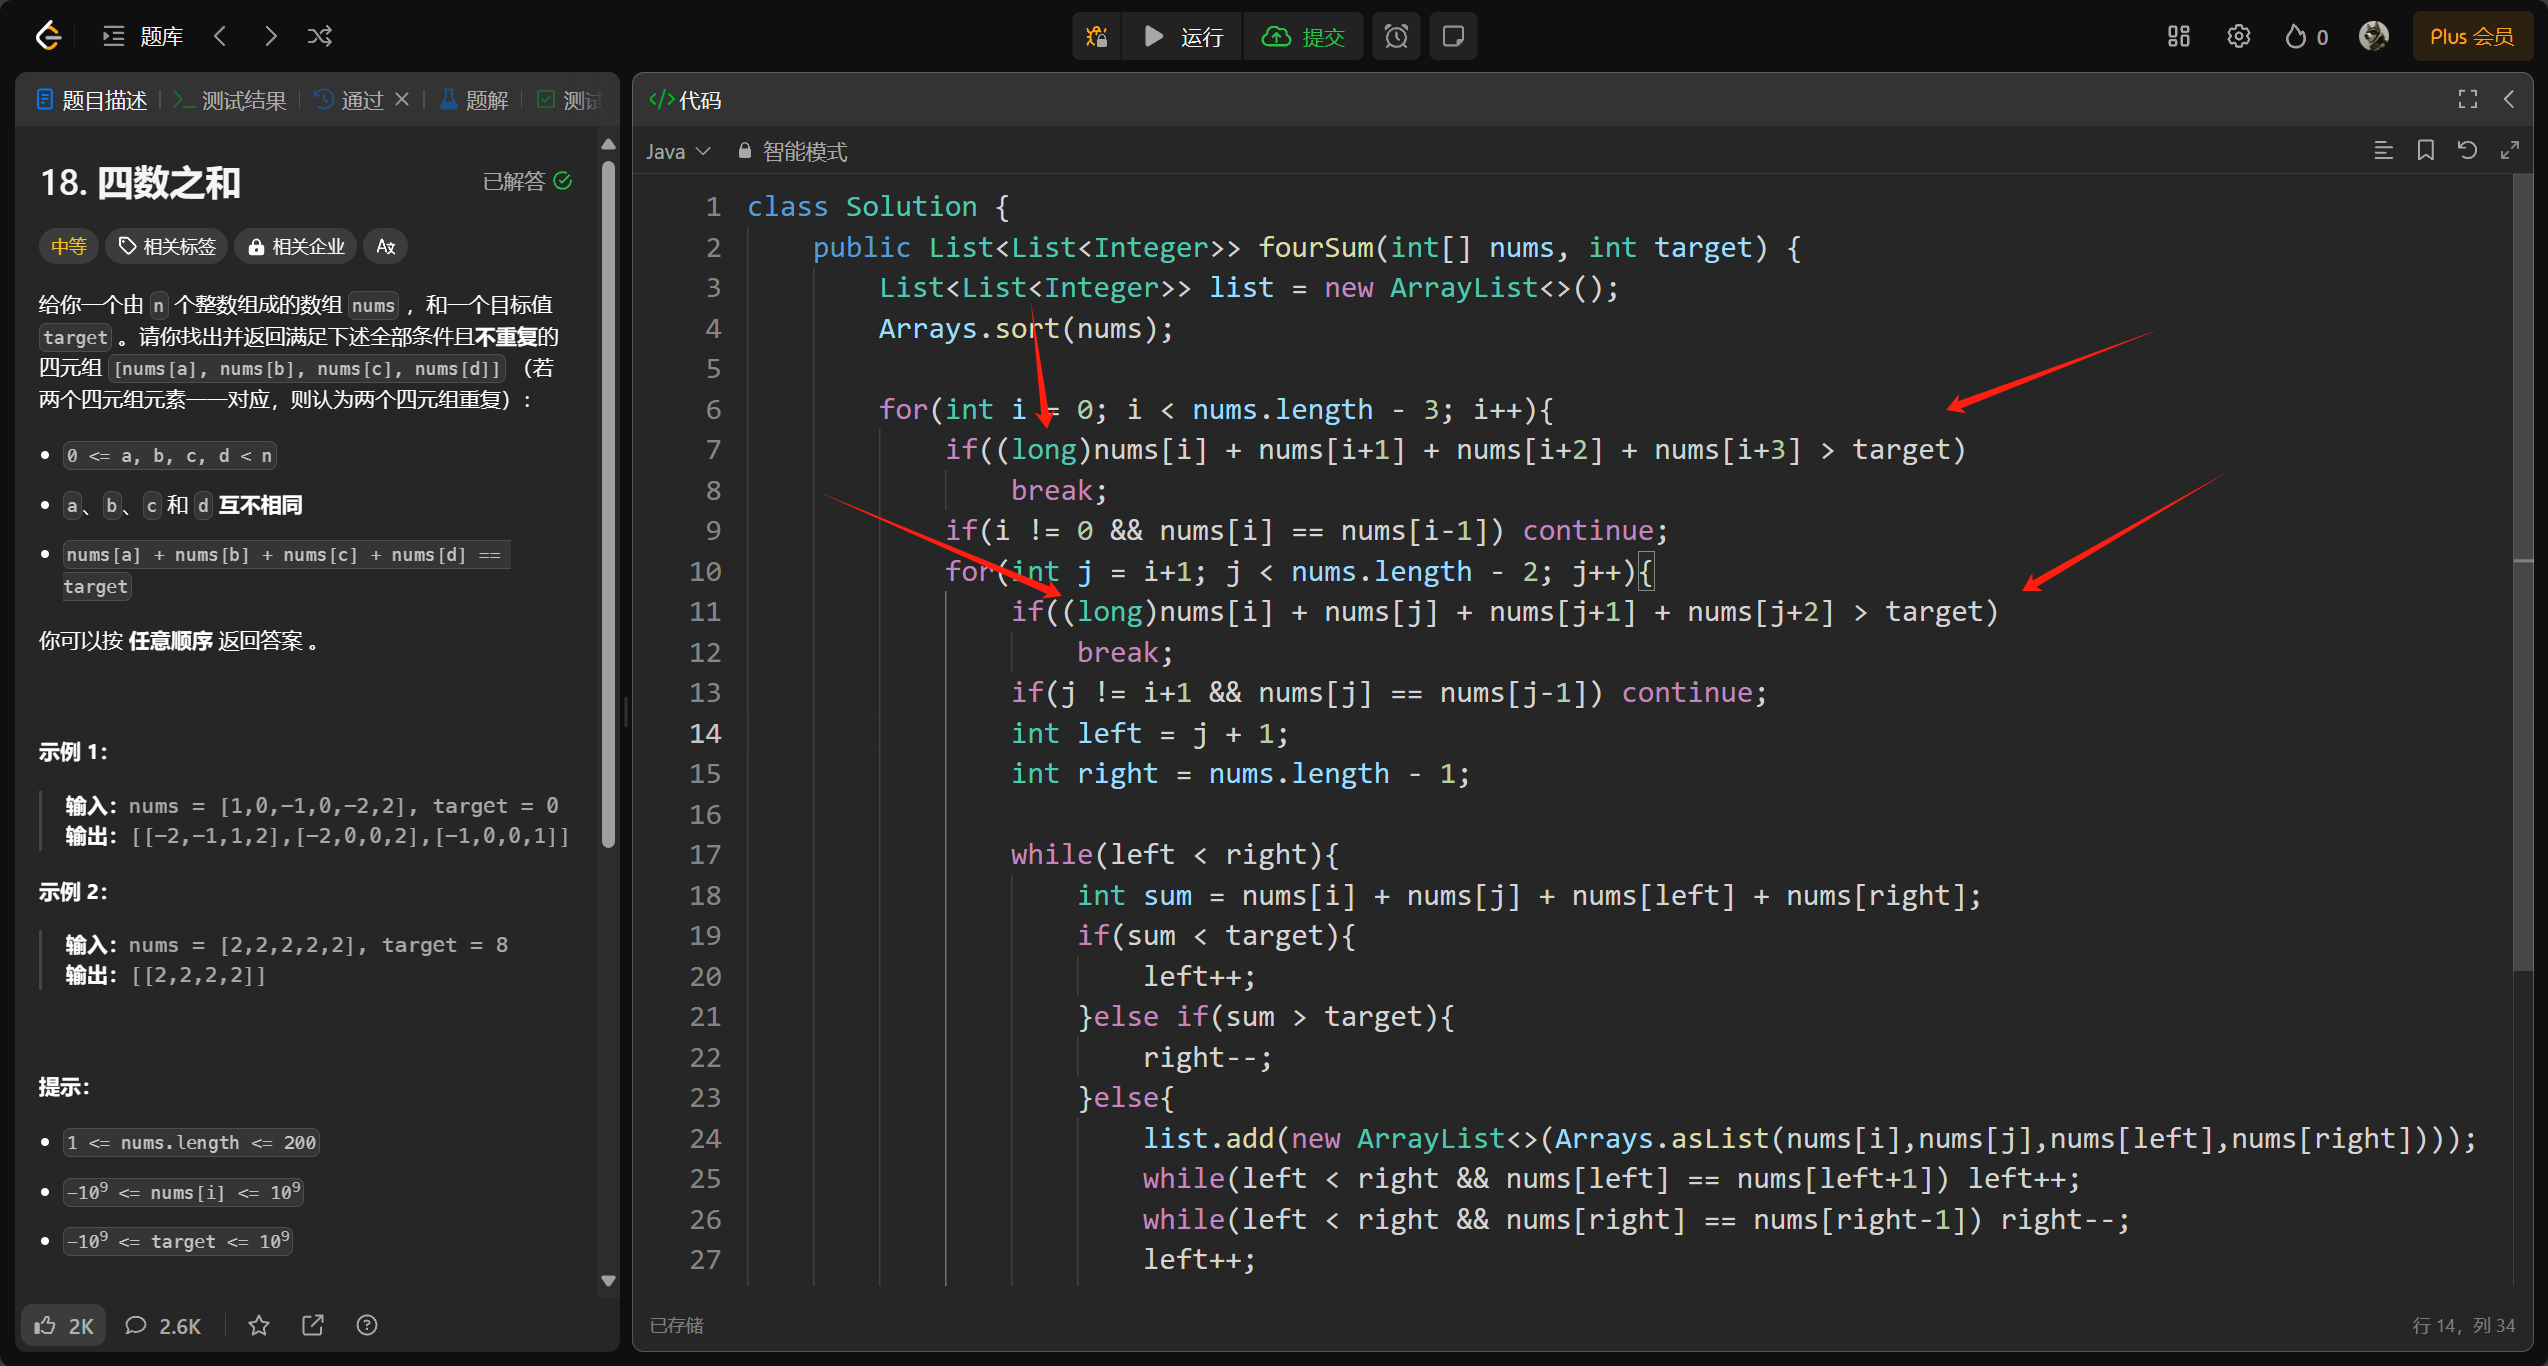 题库
运行
提交
0
Plus 会员
题目描述
测试结果
通过
题解
测试
18. 四数之和
已解答
中等
相关标签
相关企业
给你一个由 n 个整数组成的数组 nums ，和一个目标值
target 。请你找出并返回满足下述全部条件且不重复的
四元组 [nums[a], nums[b], nums[c], nums[d]] （若
两个四元组元素一一对应，则认为两个四元组重复）：
0 <= a, b, c, d < n
a、b、c 和 d 互不相同
nums[a] + nums[b] + nums[c] + nums[d] ==
target
你可以按 任意顺序 返回答案 。
示例 1：
输入：nums = [1,0,-1,0,-2,2], target = 0
输出：[[-2,-1,1,2],[-2,0,0,2],[-1,0,0,1]]
示例 2：
输入：nums = [2,2,2,2,2], target = 8
输出：[[2,2,2,2]]
提示：
1 <= nums.length <= 200
-10⁹ <= nums[i] <= 10⁹
-10⁹ <= target <= 10⁹
2K
2.6K
</>代码
Java
智能模式
1 class Solution {
2 public List<List<Integer>> fourSum(int[] nums, int target) {
3 List<List<Integer>> list = new ArrayList<>();
4 Arrays.sort(nums);
5
6 for(int i = 0; i < nums.length - 3; i++){
7 if((long)nums[i] + nums[i+1] + nums[i+2] + nums[i+3] > target)
8 break;
9 if(i != 0 && nums[i] == nums[i-1]) continue;
10 for(int j = i+1; j < nums.length - 2; j++){
11 if((long)nums[i] + nums[j] + nums[j+1] + nums[j+2] > target)
12 break;
13 if(j != i+1 && nums[j] == nums[j-1]) continue;
14 int left = j + 1;
15 int right = nums.length - 1;
16
17 while(left < right){
18 int sum = nums[i] + nums[j] + nums[left] + nums[right];
19 if(sum < target){
20 left++;
21 }else if(sum > target){
22 right--;
23 }else{
24 list.add(new ArrayList<>(Arrays.asList(nums[i],nums[j],nums[left],nums[right])));
25 while(left < right && nums[left] == nums[left+1]) left++;
26 while(left < right && nums[right] == nums[right-1]) right--;
27 left++;
已存储
行 14，列 34